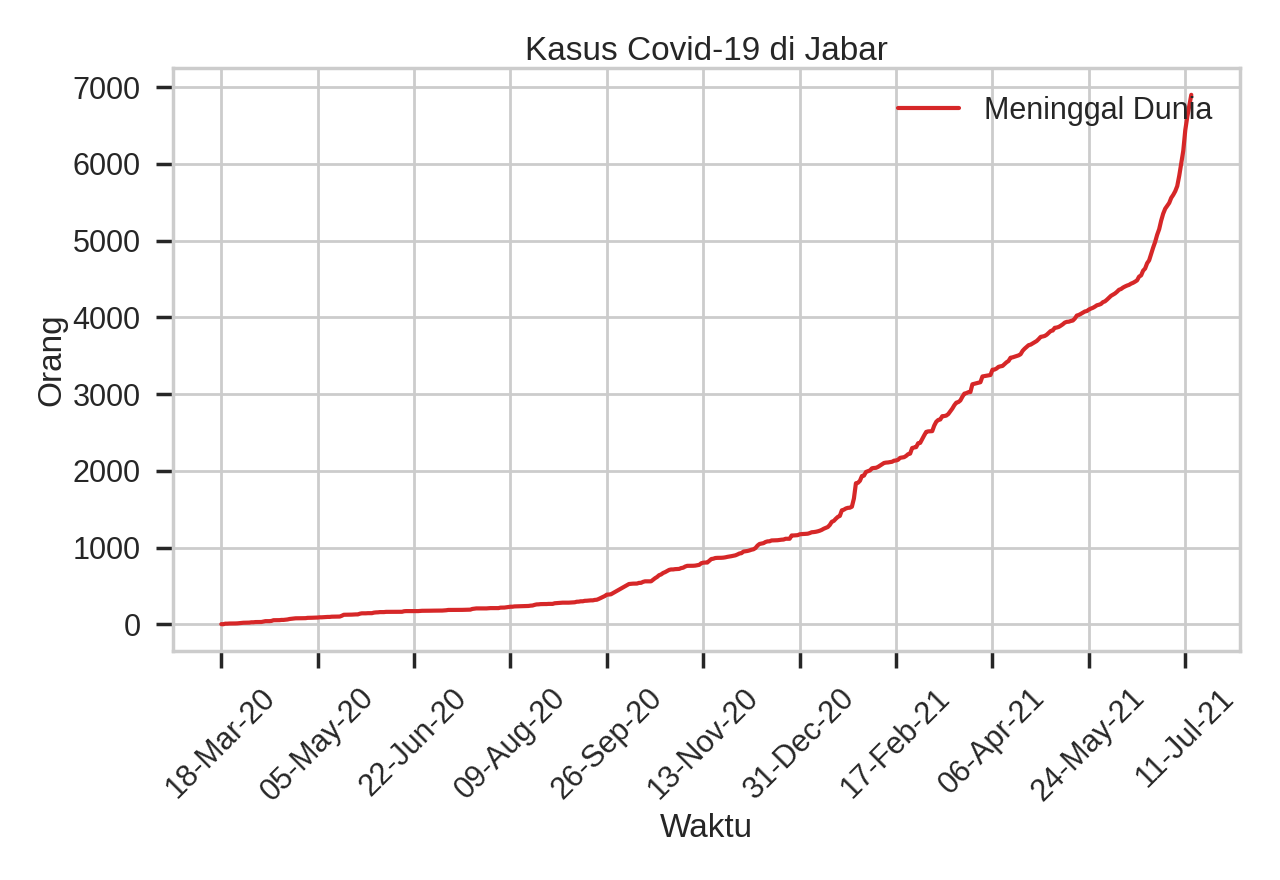 Kasus Covid-19 di Jabar
Meninggal Dunia
Orang
7000
6000
5000
4000
3000
2000
1000
0
18-Mar-20
05-May-20
22-Jun-20
09-Aug-20
26-Sep-20
13-Nov-20
31-Dec-20
17-Feb-21
06-Apr-21
24-May-21
11-Jul-21
Waktu